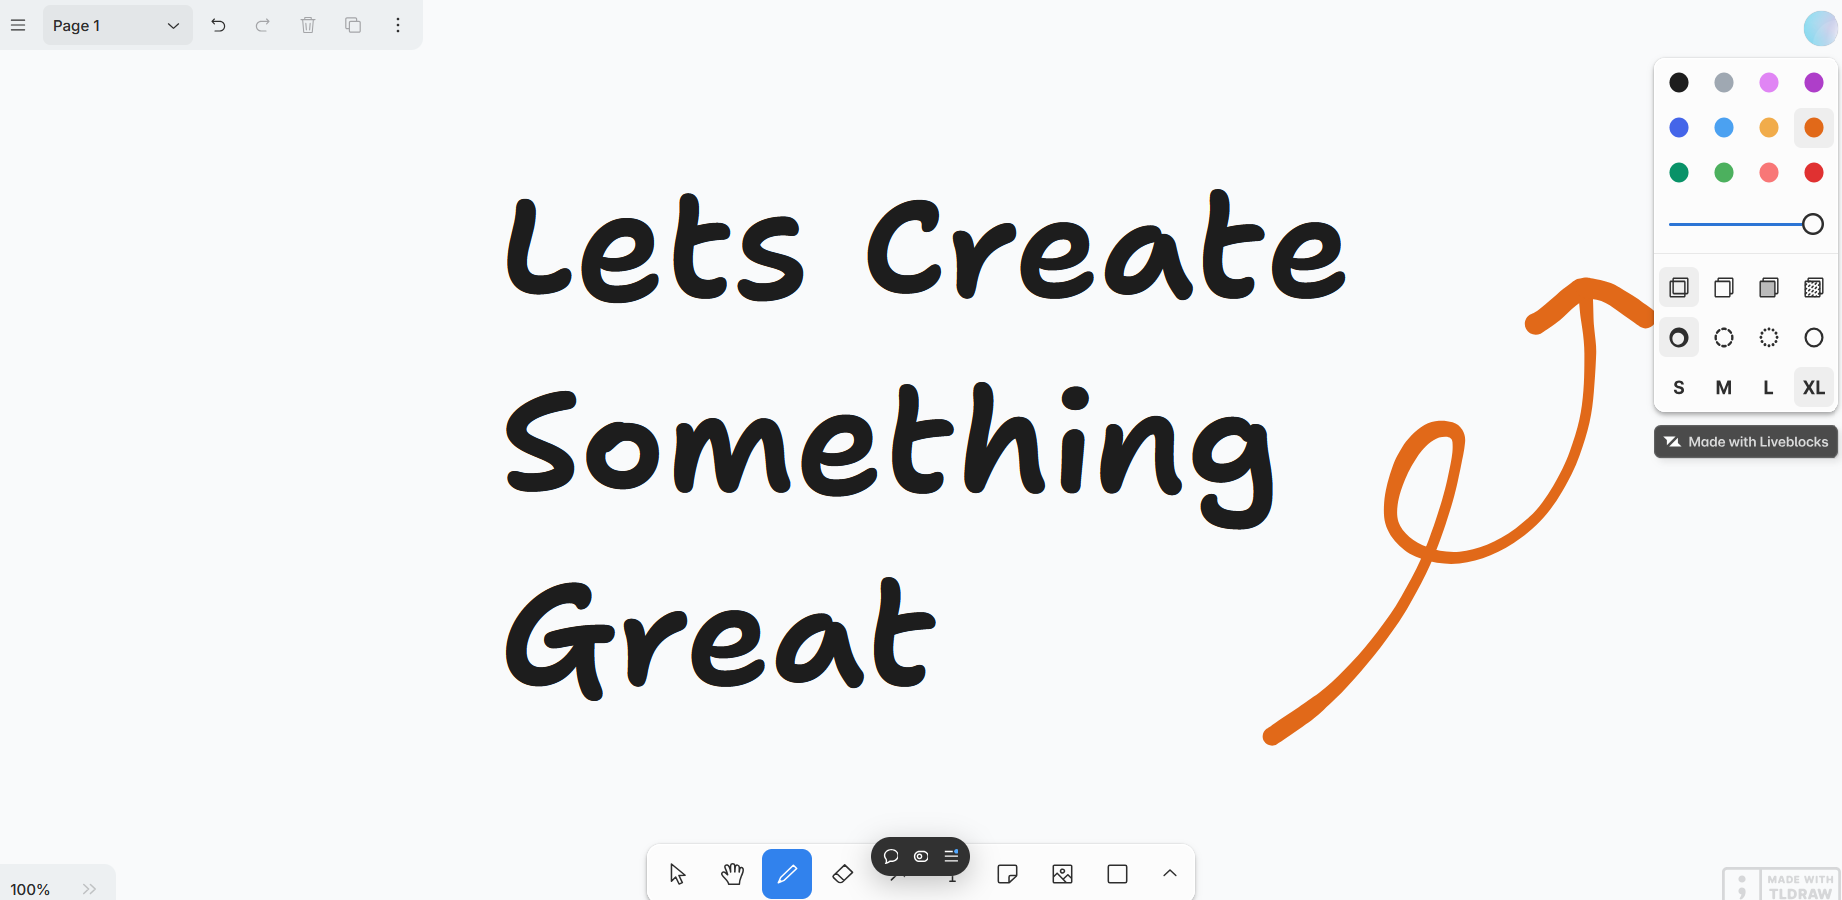 Page 1
Lets Create
Something
Great
S M L XL
Made with Liveblocks
100%
MADE WITH
TLDRAW